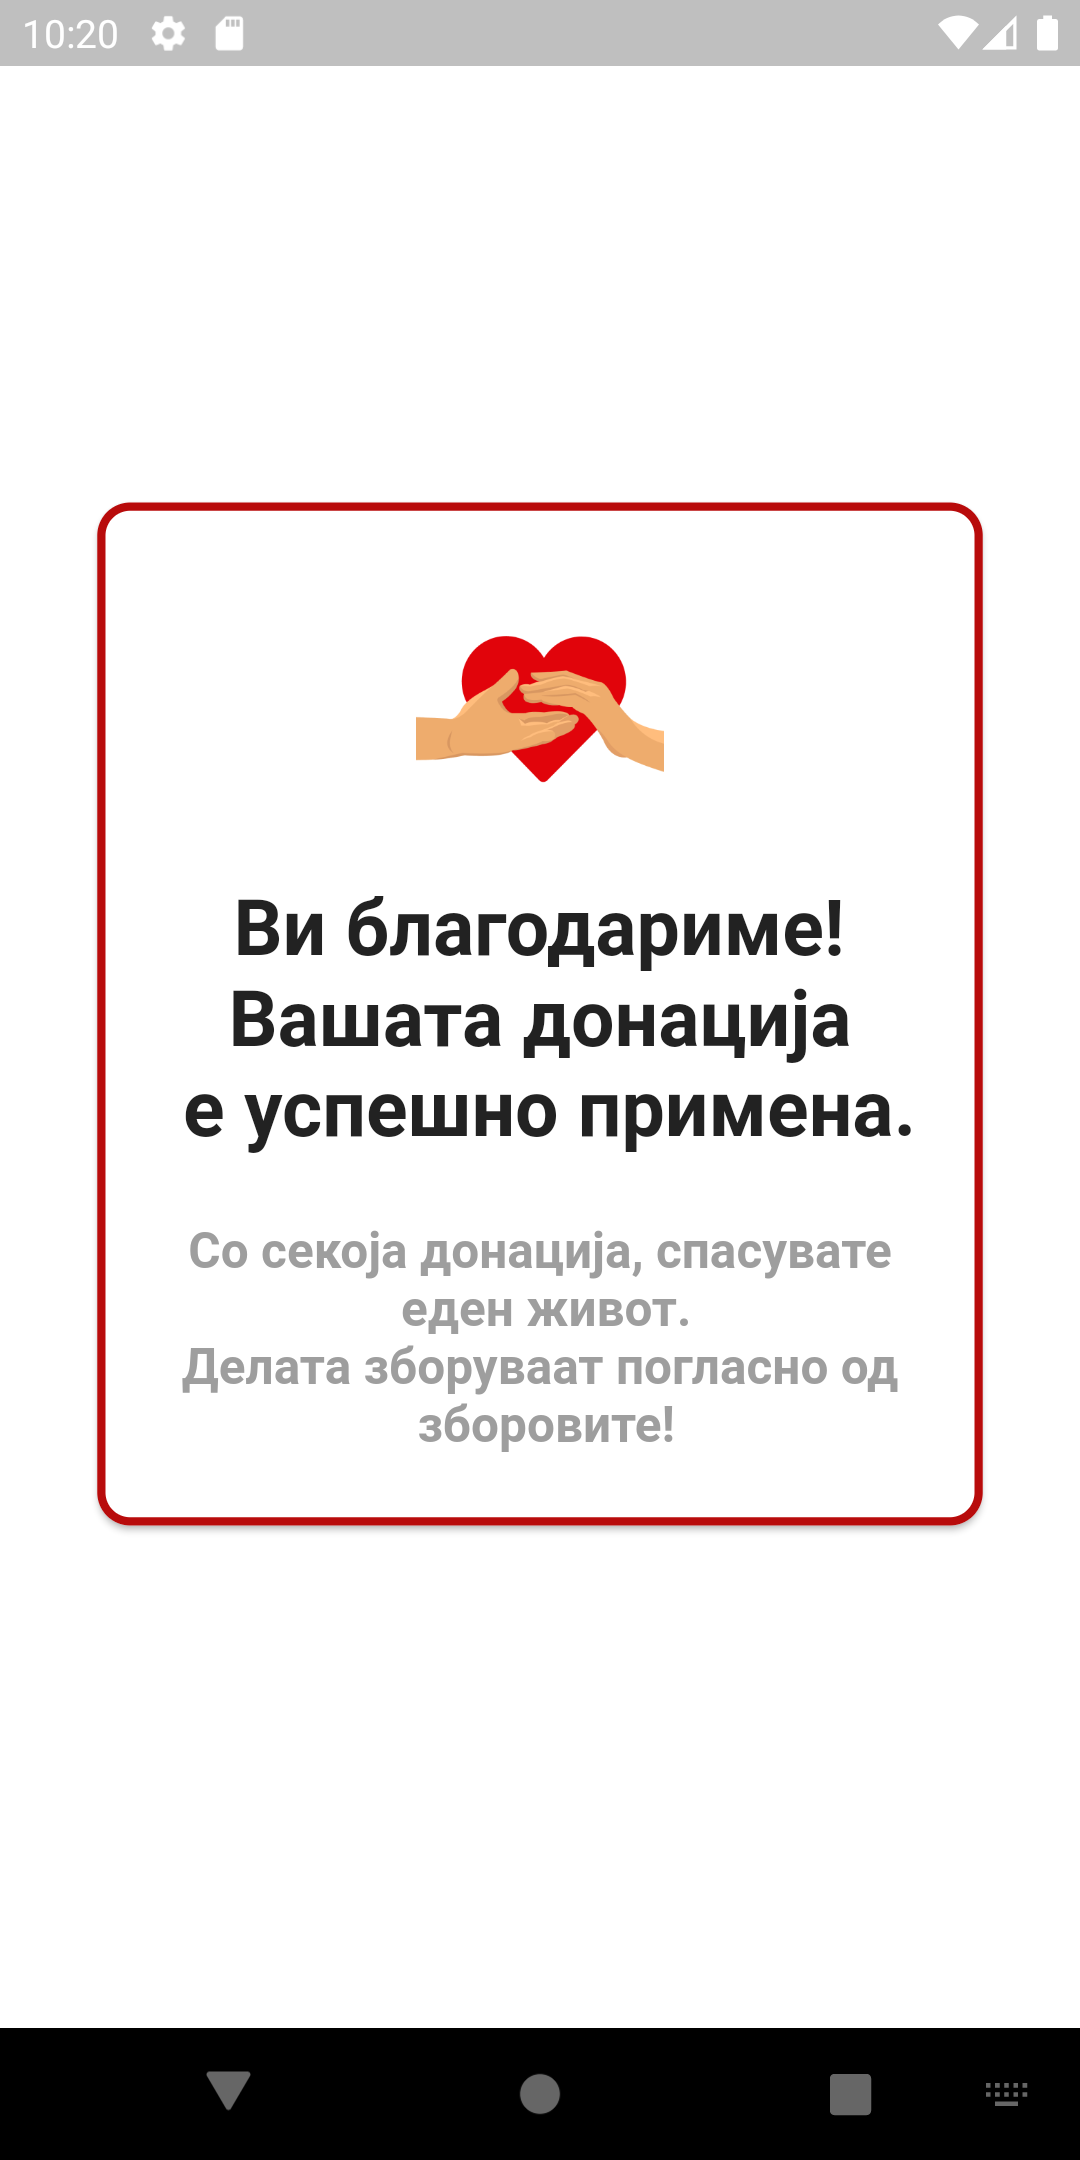 10:20
Ви благодариме!
Вашата донација
е успешно примена.
Со секоја донација, спасувате
еден живот.
Делата зборуваат погласно од
зборовите!